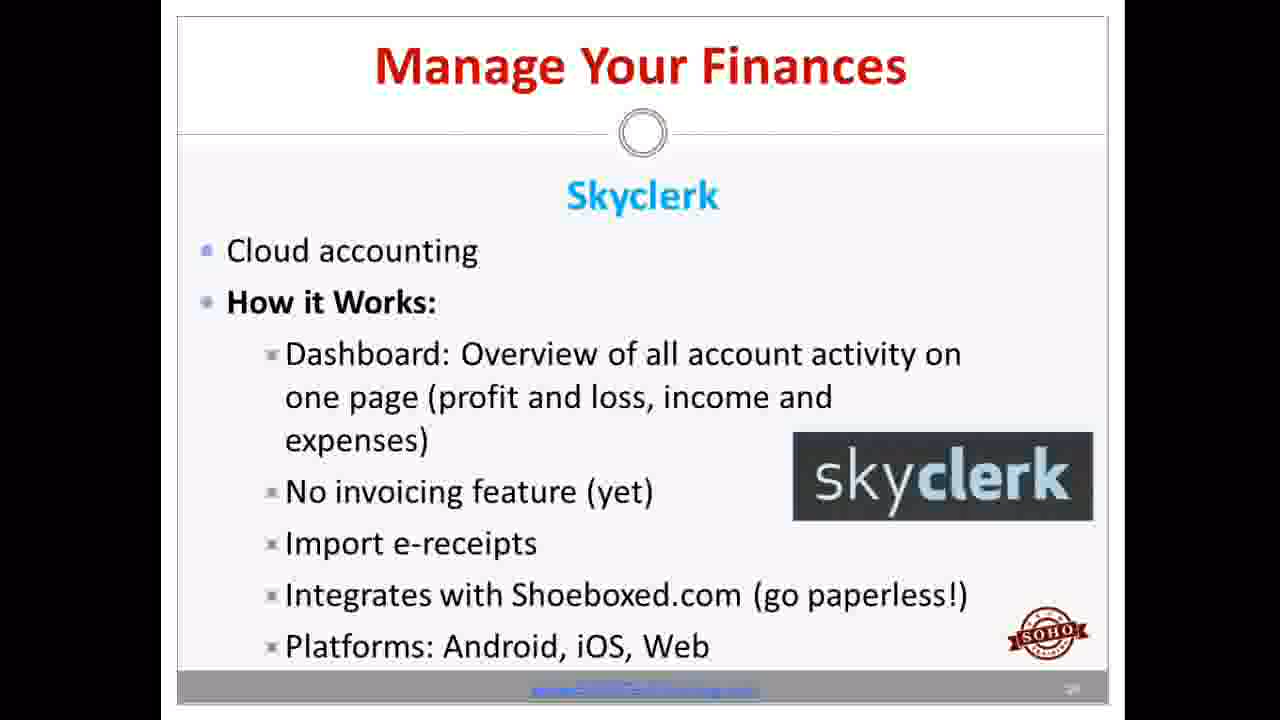 Manage Your Finances
Skyclerk
Cloud accounting
How it Works:
Dashboard: Overview of all account activity on
one page (profit and loss, income and
expenses)
skyclerk
No invoicing feature (yet)
Import e-receipts
Integrates with Shoeboxed.com (go paperless!)
SOHO
Platforms: Android, iOS, Web